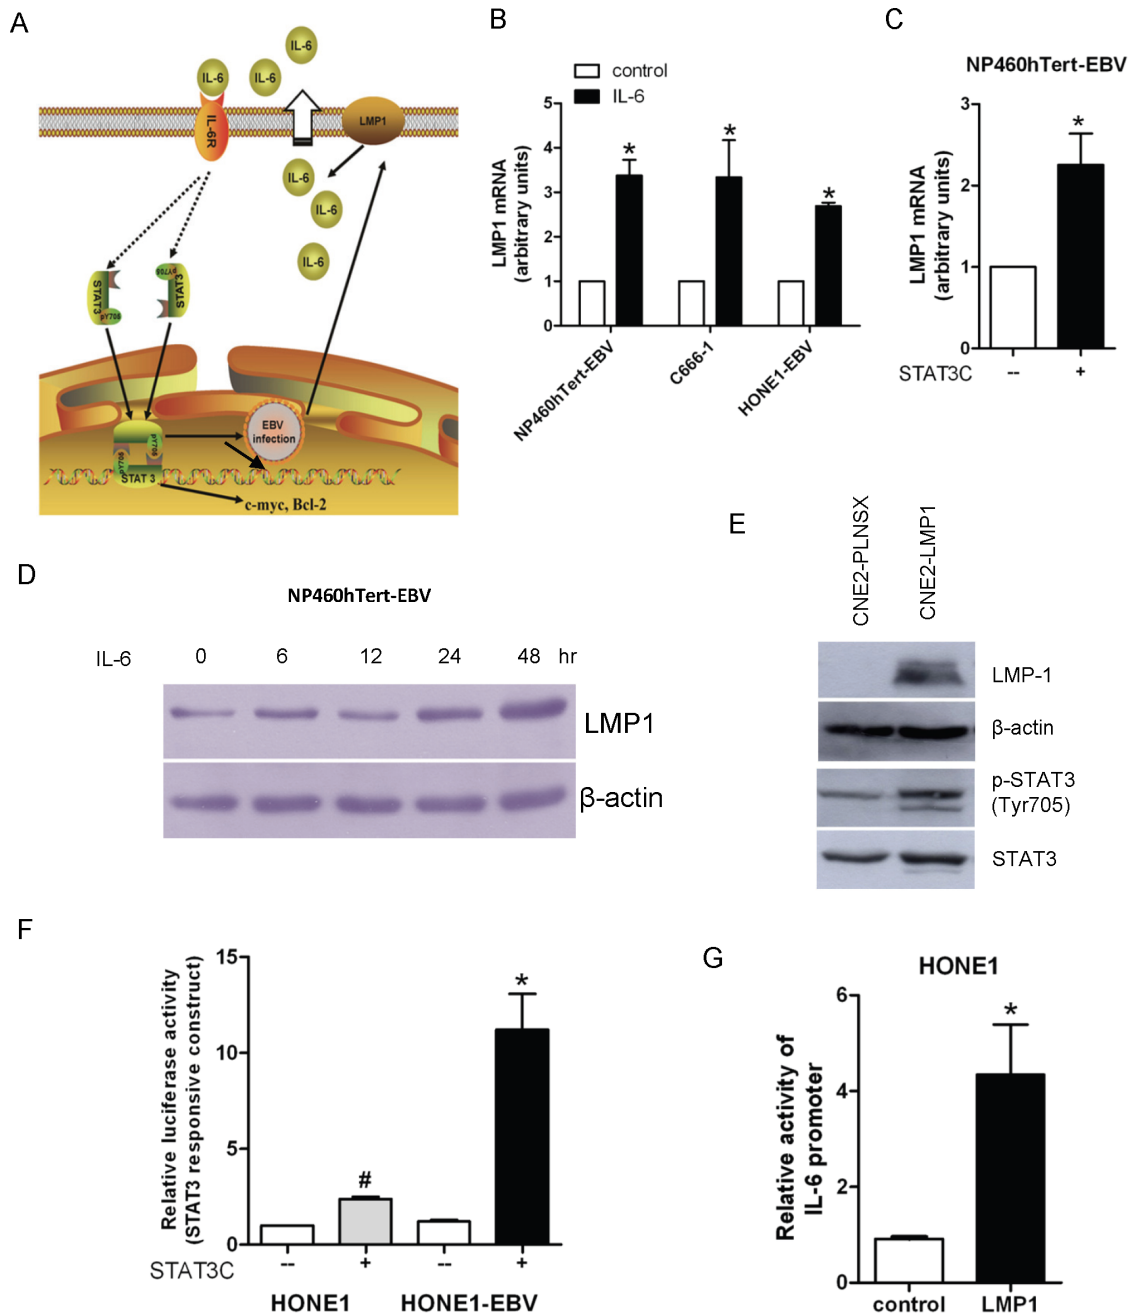 A
IL-6
IL-6
IL-6
IL-6R
LMP1
IL-6
IL-6
IL-6
STAT3
pY705
pY705
STAT3
EBV
infection
pY705
pY705
STAT 3
c-myc, Bcl-2
B
control
IL-6
LMP1 mRNA
(arbitrary units)
5
4
3
2
1
0
*
*
*
NP460hTert-EBV
C666-1
HONE1-EBV
C
NP460hTert-EBV
LMP1 mRNA
(arbitrary units)
3
2
1
0
*
STAT3C -- +
D
NP460hTert-EBV
IL-6 0 6 12 24 48 hr
LMP1
β-actin
E
CNE2-PLNSX
CNE2-LMP1
LMP-1
β-actin
p-STAT3
(Tyr705)
STAT3
F
Relative luciferase activity
(STAT3 responsive construct)
15
10
5
0
#
*
STAT3C -- + -- +
HONE1 HONE1-EBV
G
HONE1
Relative activity of
IL-6 promoter
6
4
2
0
*
control LMP1